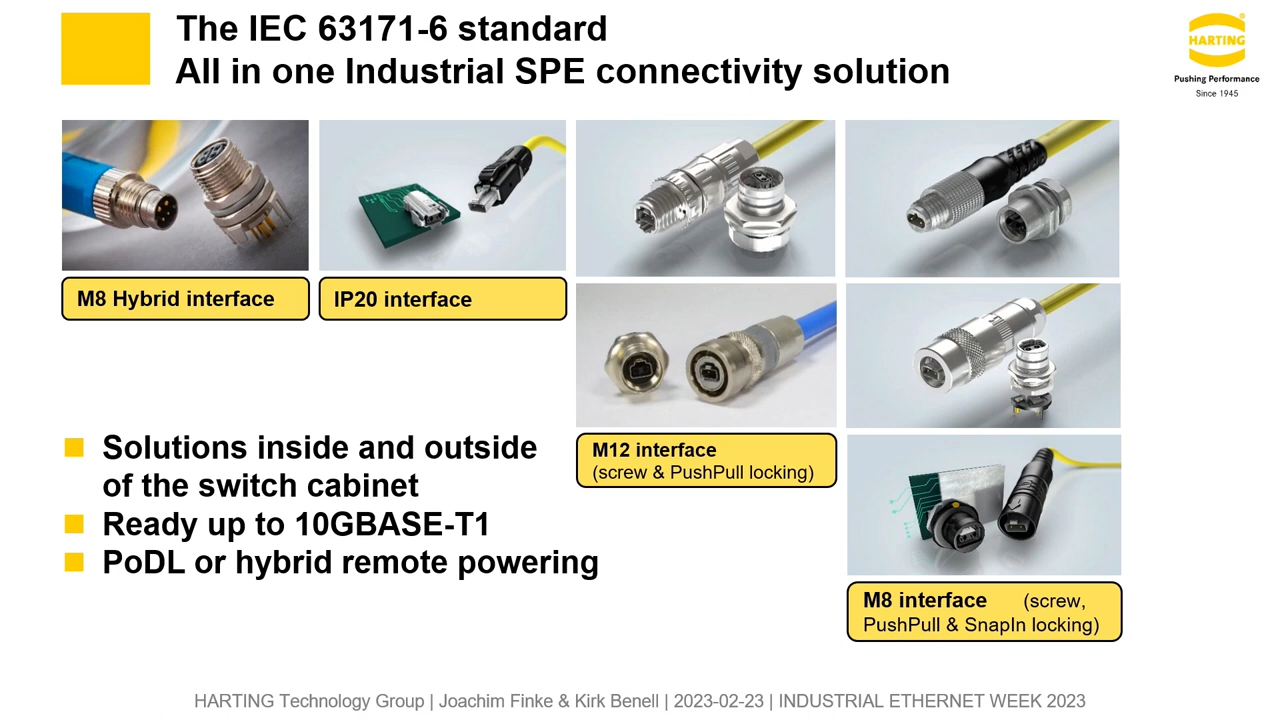 The IEC 63171-6 standard
All in one Industrial SPE connectivity solution
HARTING
Pushing Performance
Since 1945
M8 Hybrid interface
IP20 interface
M12 interface
(screw & PushPull locking)
M8 interface (screw,
PushPull & SnapIn locking)
Solutions inside and outside
of the switch cabinet
Ready up to 10GBASE-T1
PoDL or hybrid remote powering
HARTING Technology Group | Joachim Finke & Kirk Benell | 2023-02-23 | INDUSTRIAL ETHERNET WEEK 2023